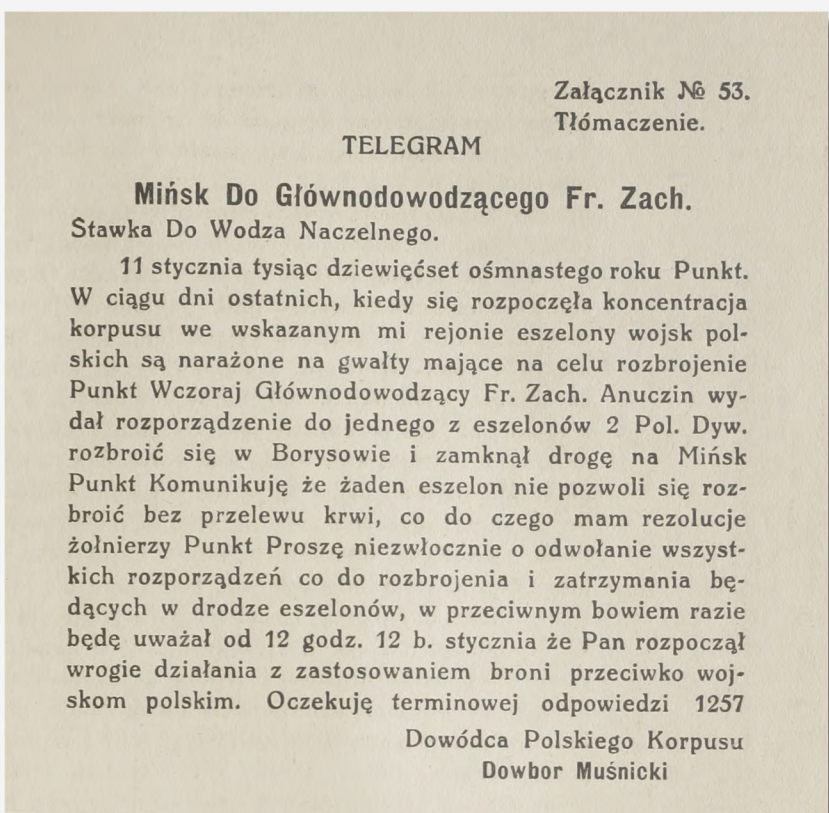 Załącznik № 53.
Tłómaczenie.
TELEGRAM
Mińsk Do Głównodowodzącego Fr. Zach.
Stawka Do Wodza Naczelnego.
11 stycznia tysiąc dziewięćset ośmnastego roku Punkt.
W ciągu dni ostatnich, kiedy się rozpoczęła koncentracja
korpusu we wskazanym mi rejonie eszelony wojsk pol-
skich są narażone na gwałty mające na celu rozbrojenie
Punkt Wczoraj Głównodowodzący Fr. Zach. Anuczin wy-
dał rozporządzenie do jednego z eszelonów 2 Pol. Dyw.
rozbroić się w Borysowie i zamknął drogę na Mińsk
Punkt Komunikuję że żaden eszelon nie pozwoli się roz-
broić bez przelewu krwi, co do czego mam rezolucje
żołnierzy Punkt Proszę niezwłocznie o odwołanie wszyst-
kich rozporządzeń co do rozbrojenia i zatrzymania bę-
dących w drodze eszelonów, w przeciwnym bowiem razie
będę uważał od 12 godz. 12 b. stycznia że Pan rozpoczął
wrogie działania z zastosowaniem broni przeciwko woj-
skom polskim. Oczekuję terminowej odpowiedzi 1257
Dowódca Polskiego Korpusu
Dowbor Muśnicki